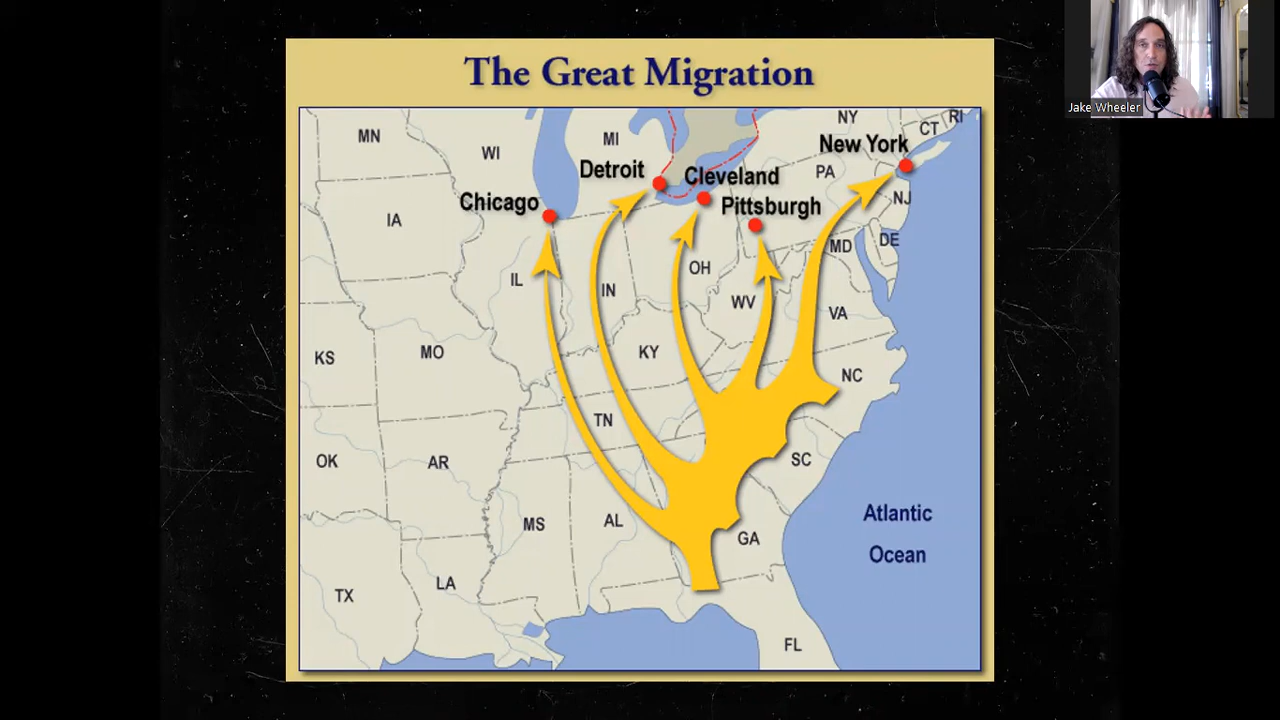 The Great Migration
Jake Wheeler
MN
WI
MI
NY
CT
RI
New York
Detroit
Cleveland
PA
Chicago
Pittsburgh
NJ
IA
MD
DE
OH
IL
IN
WV
VA
KS
MO
KY
NC
TN
OK
AR
SC
MS
AL
GA
Atlantic
Ocean
TX
LA
FL